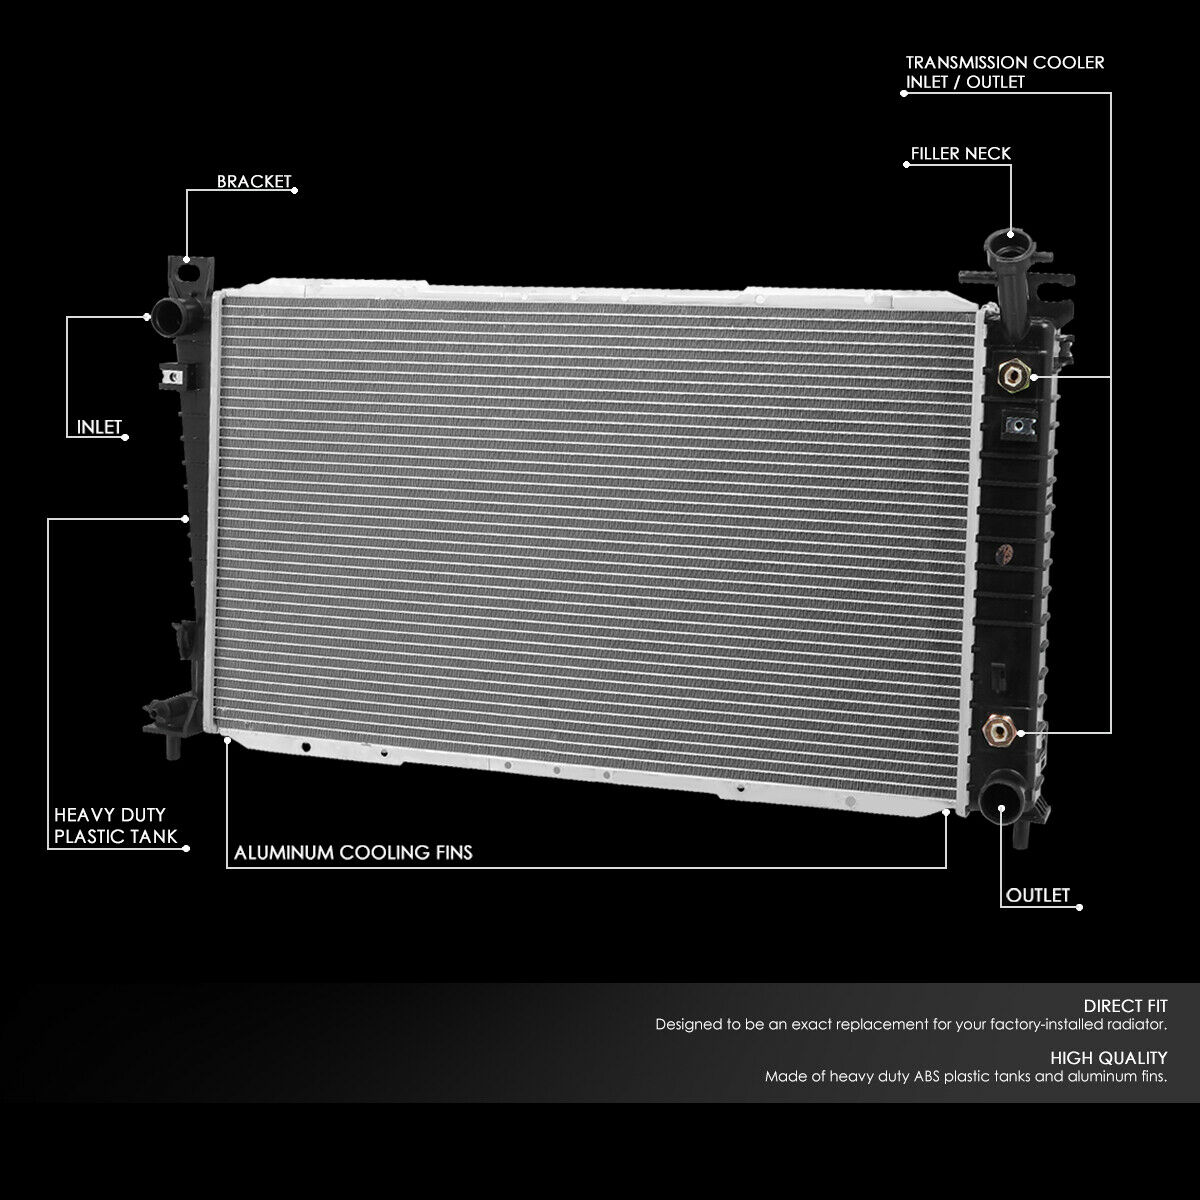 TRANSMISSION COOLER
INLET / OUTLET
FILLER NECK
BRACKET
INLET
HEAVY DUTY
PLASTIC TANK
ALUMINUM COOLING FINS
OUTLET
DIRECT FIT
Designed to be an exact replacement for your factory-installed radiator.
HIGH QUALITY
Made of heavy duty ABS plastic tanks and aluminum fins.